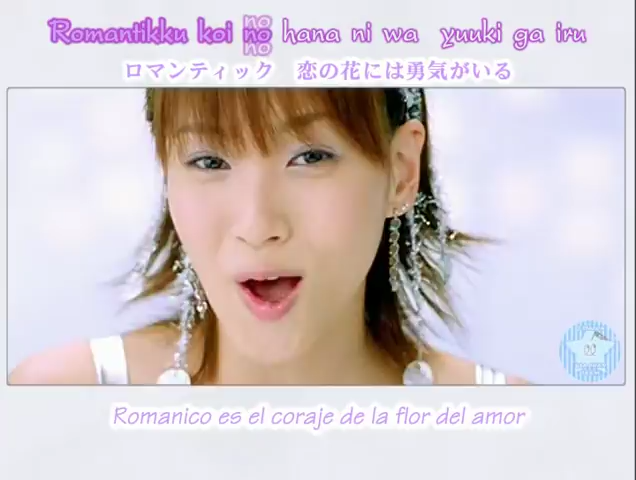 Romantikku koi no hana ni wa yuuki ga iru
ロマンティック 恋の花には勇気がいる
Romanico es el coraje de la flor del amor